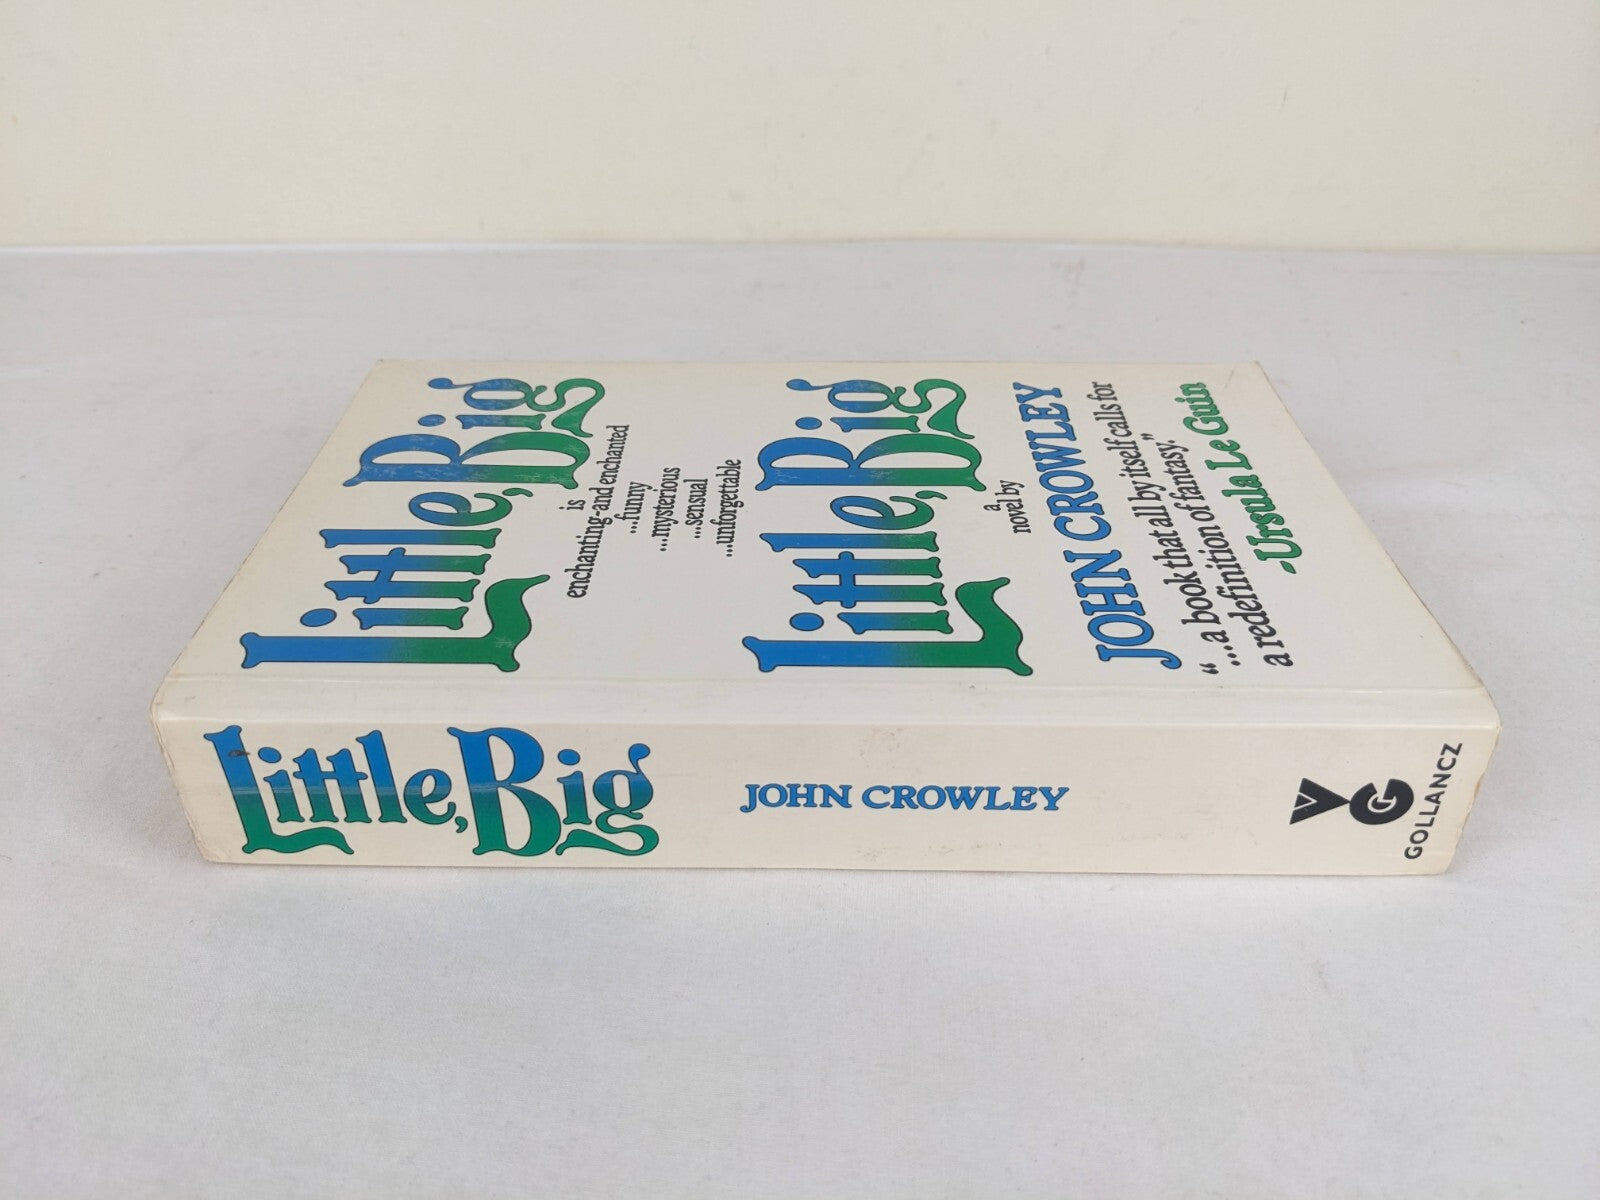 Little, Big
is
enchanting-and enchanted
...funny
...mysterious
...sensual
...unforgettable
Little, Big
a
novel by
JOHN CROWLEY
“...a book that all by itself calls for
a redefinition of fantasy.”
-Ursula Le Guin
Little, Big
JOHN CROWLEY
VG
GOLLANCZ